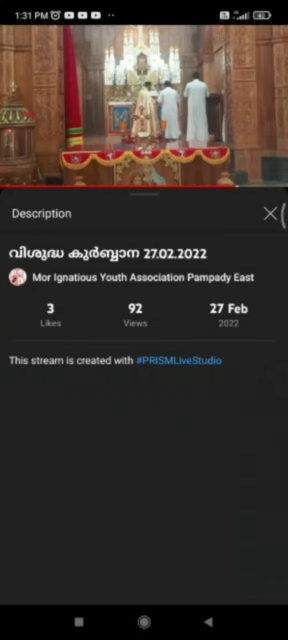 1:31 PM
Description
വിശുദ്ധ കുർബ്ബാന 27.02.2022
Mor Ignatious Youth Association Pampady East
3 92 27 Feb
Likes Views 2022
This stream is created with #PRISMLiveStudio